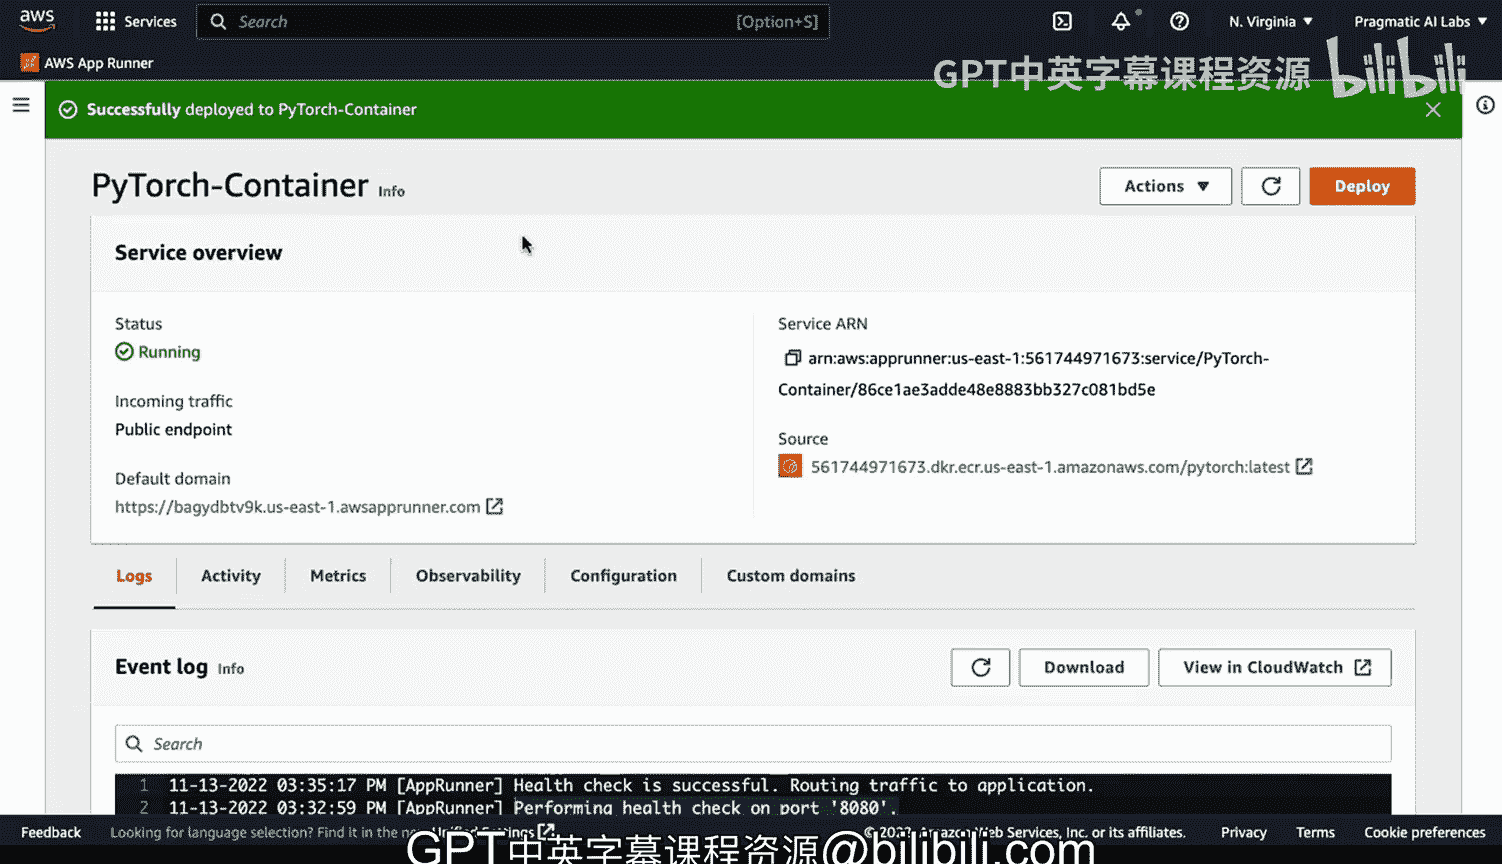 aws
Services
Search
[Option+S]
N. Virginia
Pragmatic AI Labs
AWS App Runner
GPT中英字幕课程资源
bilibili
Successfully deployed to PyTorch-Container
PyTorch-Container Info
Actions
Deploy
Service overview
Status
Running
Incoming traffic
Public endpoint
Default domain
https://bagydbtv9k.us-east-1.awsapprunner.com
Service ARN
arn:aws:apprunner:us-east-1:561744971673:service/PyTorch-
Container/86ce1ae3adde48e8883bb327c081bd5e
Source
561744971673.dkr.ecr.us-east-1.amazonaws.com/pytorch:latest
Logs
Activity
Metrics
Observability
Configuration
Custom domains
Event log Info
Download
View in CloudWatch
Search
1 11-13-2022 03:35:17 PM [AppRunner] Health check is successful. Routing traffic to application.
2 11-13-2022 03:32:59 PM [AppRunner] Performing health check on port '8080'.
Feedback
Looking for language selection? Find it in the
Web Services, Inc. or its affiliates.
Privacy
Terms
Cookie preferences
GPT中英字幕课程资源@bilibili.com